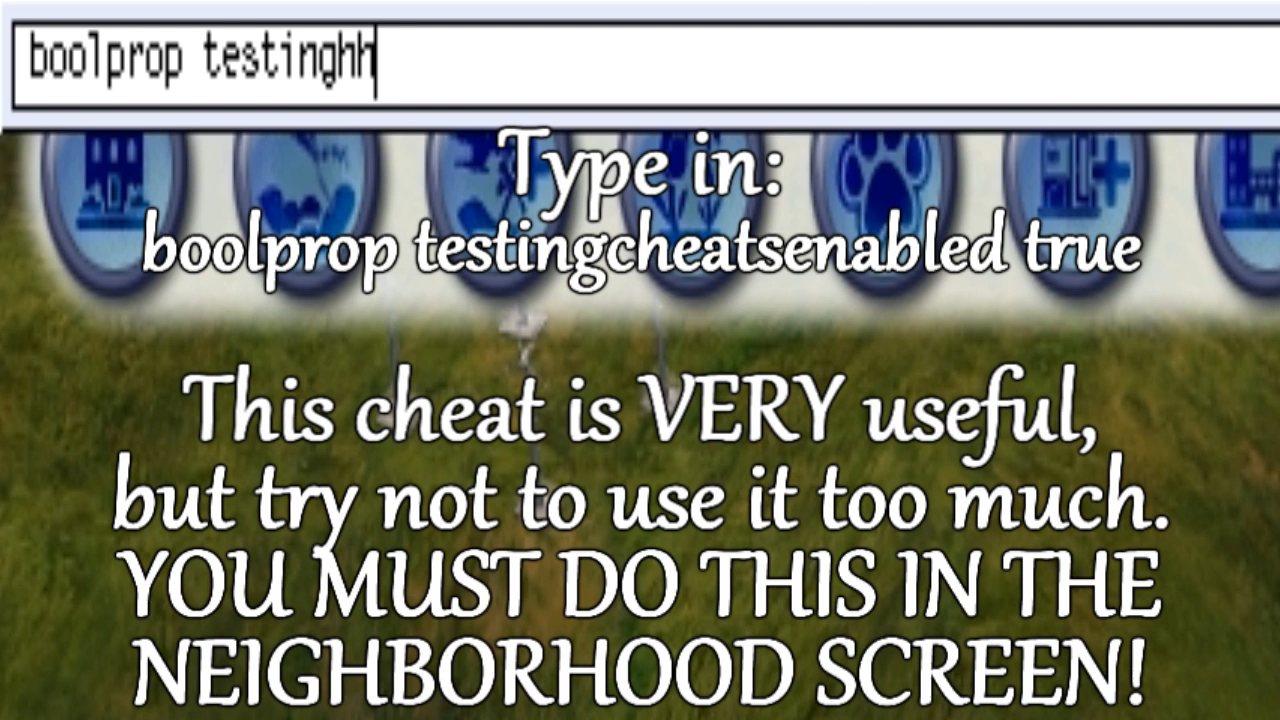 boolprop testinghh
Type in:
boolprop testingcheatsenabled true
This cheat is VERY useful,
but try not to use it too much.
YOU MUST DO THIS IN THE
NEIGHBORHOOD SCREEN!